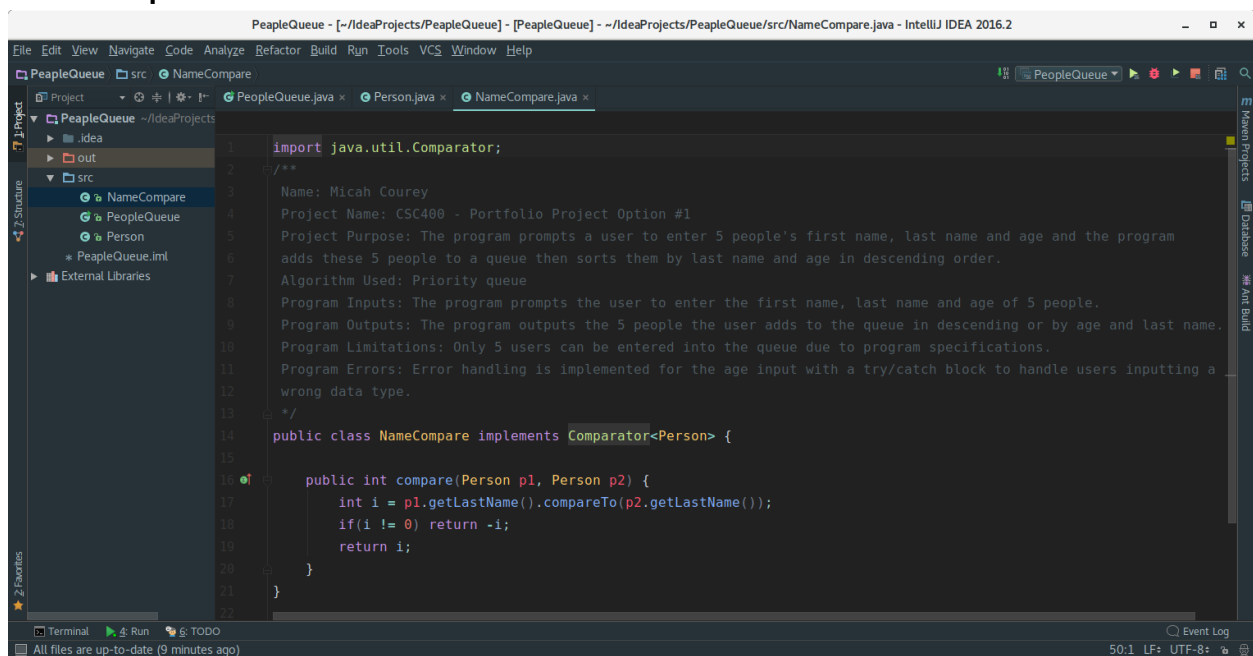 PeapleQueue - [~/IdeaProjects/PeapleQueue] - [PeapleQueue] - ~/IdeaProjects/PeapleQueue/src/NameCompare.java - IntelliJ IDEA 2016.2
File Edit View Navigate Code Analyze Refactor Build Run Tools VCS Window Help
PeapleQueue src NameCompare PeopleQueue
Project PeopleQueue.java × Person.java × NameCompare.java ×
1: Project
7: Structure
2: Favorites
PeapleQueue ~/IdeaProjects
.idea
out
src
NameCompare
PeopleQueue
Person
PeapleQueue.iml
External Libraries
1 import java.util.Comparator;
2 /**
3 Name: Micah Courey
4 Project Name: CSC400 - Portfolio Project Option #1
5 Project Purpose: The program prompts a user to enter 5 people's first name, last name and age and the program
6 adds these 5 people to a queue then sorts them by last name and age in descending order.
7 Algorithm Used: Priority queue
8 Program Inputs: The program prompts the user to enter the first name, last name and age of 5 people.
9 Program Outputs: The program outputs the 5 people the user adds to the queue in descending or by age and last name.
10 Program Limitations: Only 5 users can be entered into the queue due to program specifications.
11 Program Errors: Error handling is implemented for the age input with a try/catch block to handle users inputting a
12 wrong data type.
13 */
14 public class NameCompare implements Comparator<Person> {
15
16 public int compare(Person p1, Person p2) {
17 int i = p1.getLastName().compareTo(p2.getLastName());
18 if(i != 0) return -i;
19 return i;
20 }
21 }
22
Maven Projects
Database
Ant Build
Terminal 4: Run 6: TODO Event Log
All files are up-to-date (9 minutes ago) 50:1 LF÷ UTF-8÷